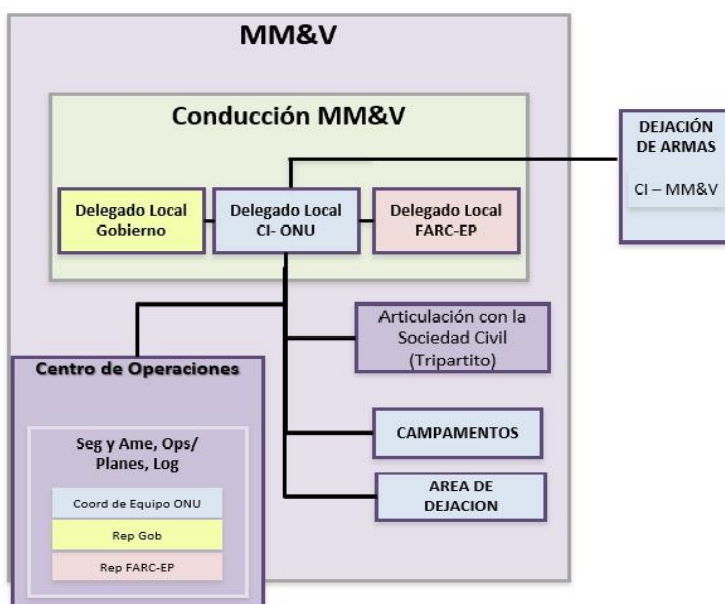 MM&V
Conducción MM&V
Delegado Local
Gobierno
Delegado Local
CI- ONU
Delegado Local
FARC-EP
DEJACIÓN
DE ARMAS
CI – MM&V
Articulación con la
Sociedad Civil
(Tripartito)
Centro de Operaciones
Seg y Ame, Ops/
Planes, Log
Coord de Equipo ONU
Rep Gob
Rep FARC-EP
CAMPAMENTOS
AREA DE
DEJACION